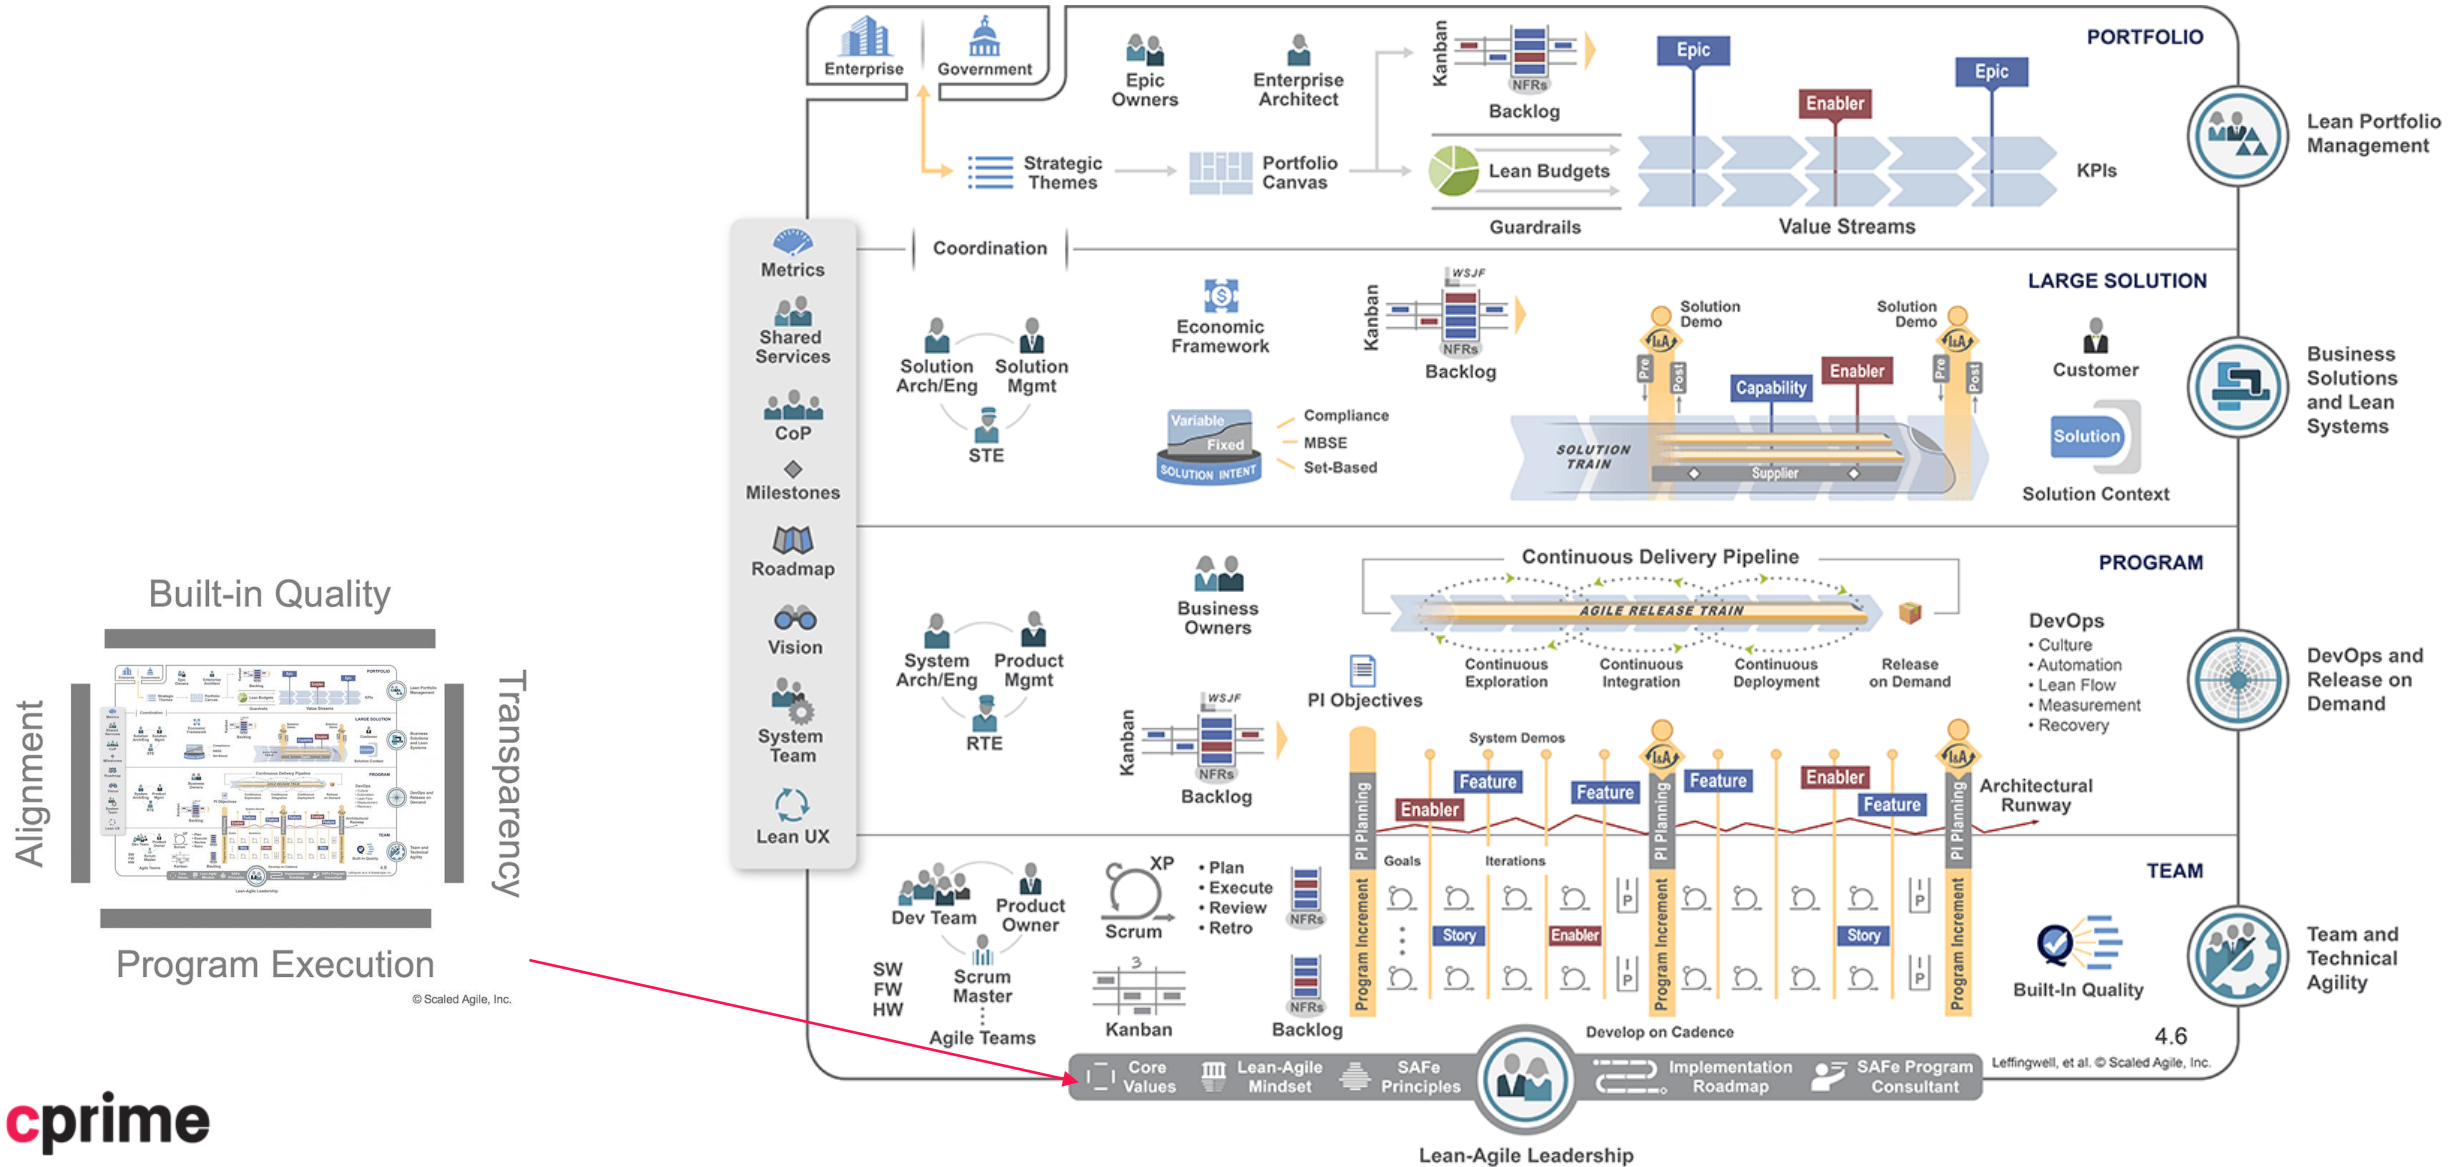 PORTFOLIO
Enterprise
Government
Epic
Owners
Enterprise
Architect
Kanban
NFRs
Backlog
Epic
Enabler
Epic
Lean Portfolio
Management
Strategic
Themes
Portfolio
Canvas
Lean Budgets
Guardrails
KPIs
Value Streams
Metrics
Shared
Services
CoP
Milestones
Roadmap
Vision
System
Team
Lean UX
Coordination
LARGE SOLUTION
Solution
Arch/Eng
Solution
Mgmt
STE
Economic
Framework
Variable
Fixed
SOLUTION INTENT
Compliance
MBSE
Set-Based
Kanban
WSJF
NFRs
Backlog
Solution
Demo
I&A
Pre
Post
Capability
Enabler
Solution
Demo
I&A
Pre
Post
SOLUTION
TRAIN
Supplier
Customer
Solution
Solution Context
Business
Solutions
and Lean
Systems
PROGRAM
System
Arch/Eng
Product
Mgmt
RTE
Business
Owners
Continuous Delivery Pipeline
AGILE RELEASE TRAIN
Continuous
Exploration
Continuous
Integration
Continuous
Deployment
Release
on Demand
PI Objectives
Kanban
WSJF
NFRs
Backlog
System Demos
Enabler
Feature
Feature
I&A
Feature
Enabler
Feature
I&A
Architectural
Runway
PI Planning
PI Planning
PI Planning
DevOps
• Culture
• Automation
• Lean Flow
• Measurement
• Recovery
DevOps and
Release on
Demand
TEAM
Dev Team
Product
Owner
Scrum
Master
SW
FW
HW
Agile Teams
XP
Scrum
• Plan
• Execute
• Review
• Retro
3
Kanban
NFRs
NFRs
Backlog
Program Increment
Goals
Iterations
I
P
Story
Enabler
I
P
Program Increment
I
P
Story
I
P
Program Increment
Develop on Cadence
Built-In Quality
Team and
Technical
Agility
4.6
Leffingwell, et al. © Scaled Agile, Inc.
Core
Values
Lean-Agile
Mindset
SAFe
Principles
Implementation
Roadmap
SAFe Program
Consultant
Lean-Agile Leadership
Built-in Quality
Alignment
Transparency
Program Execution
© Scaled Agile, Inc.
cprime